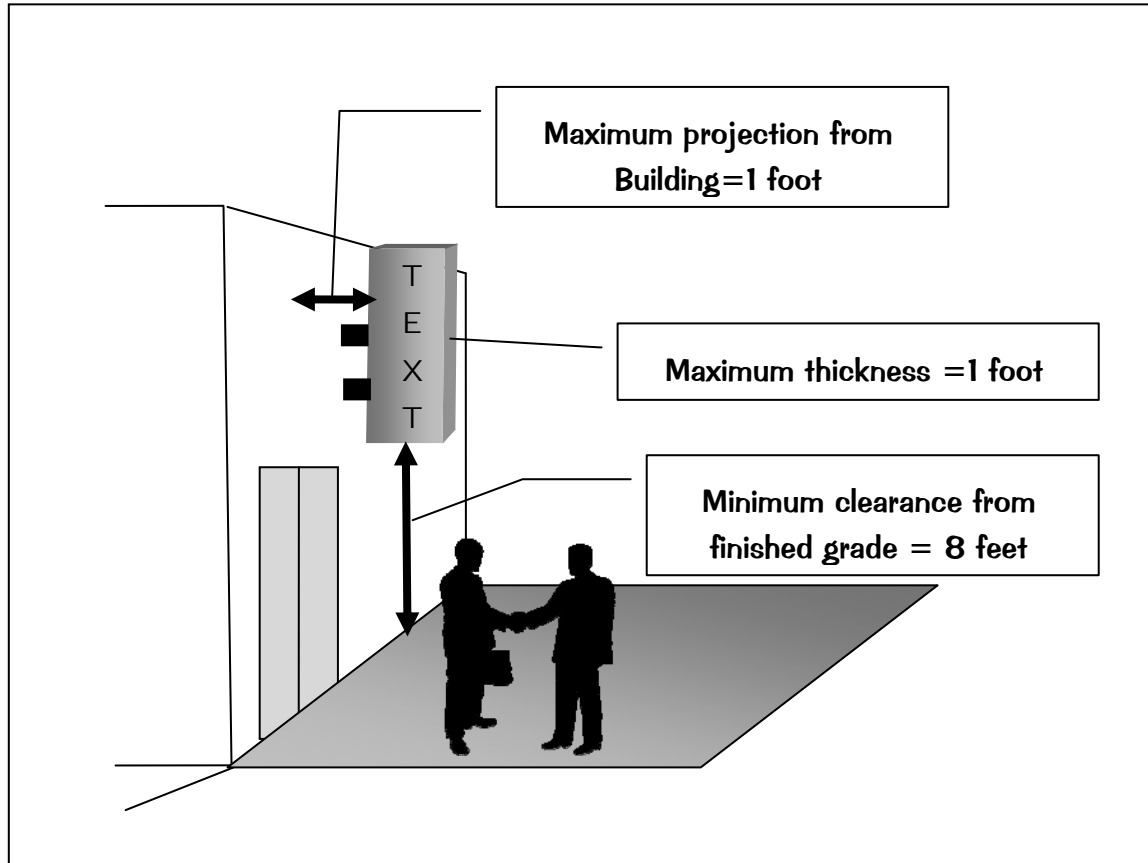 Maximum projection from
Building=1 foot
T
E
X
T
Maximum thickness =1 foot
Minimum clearance from
finished grade = 8 feet